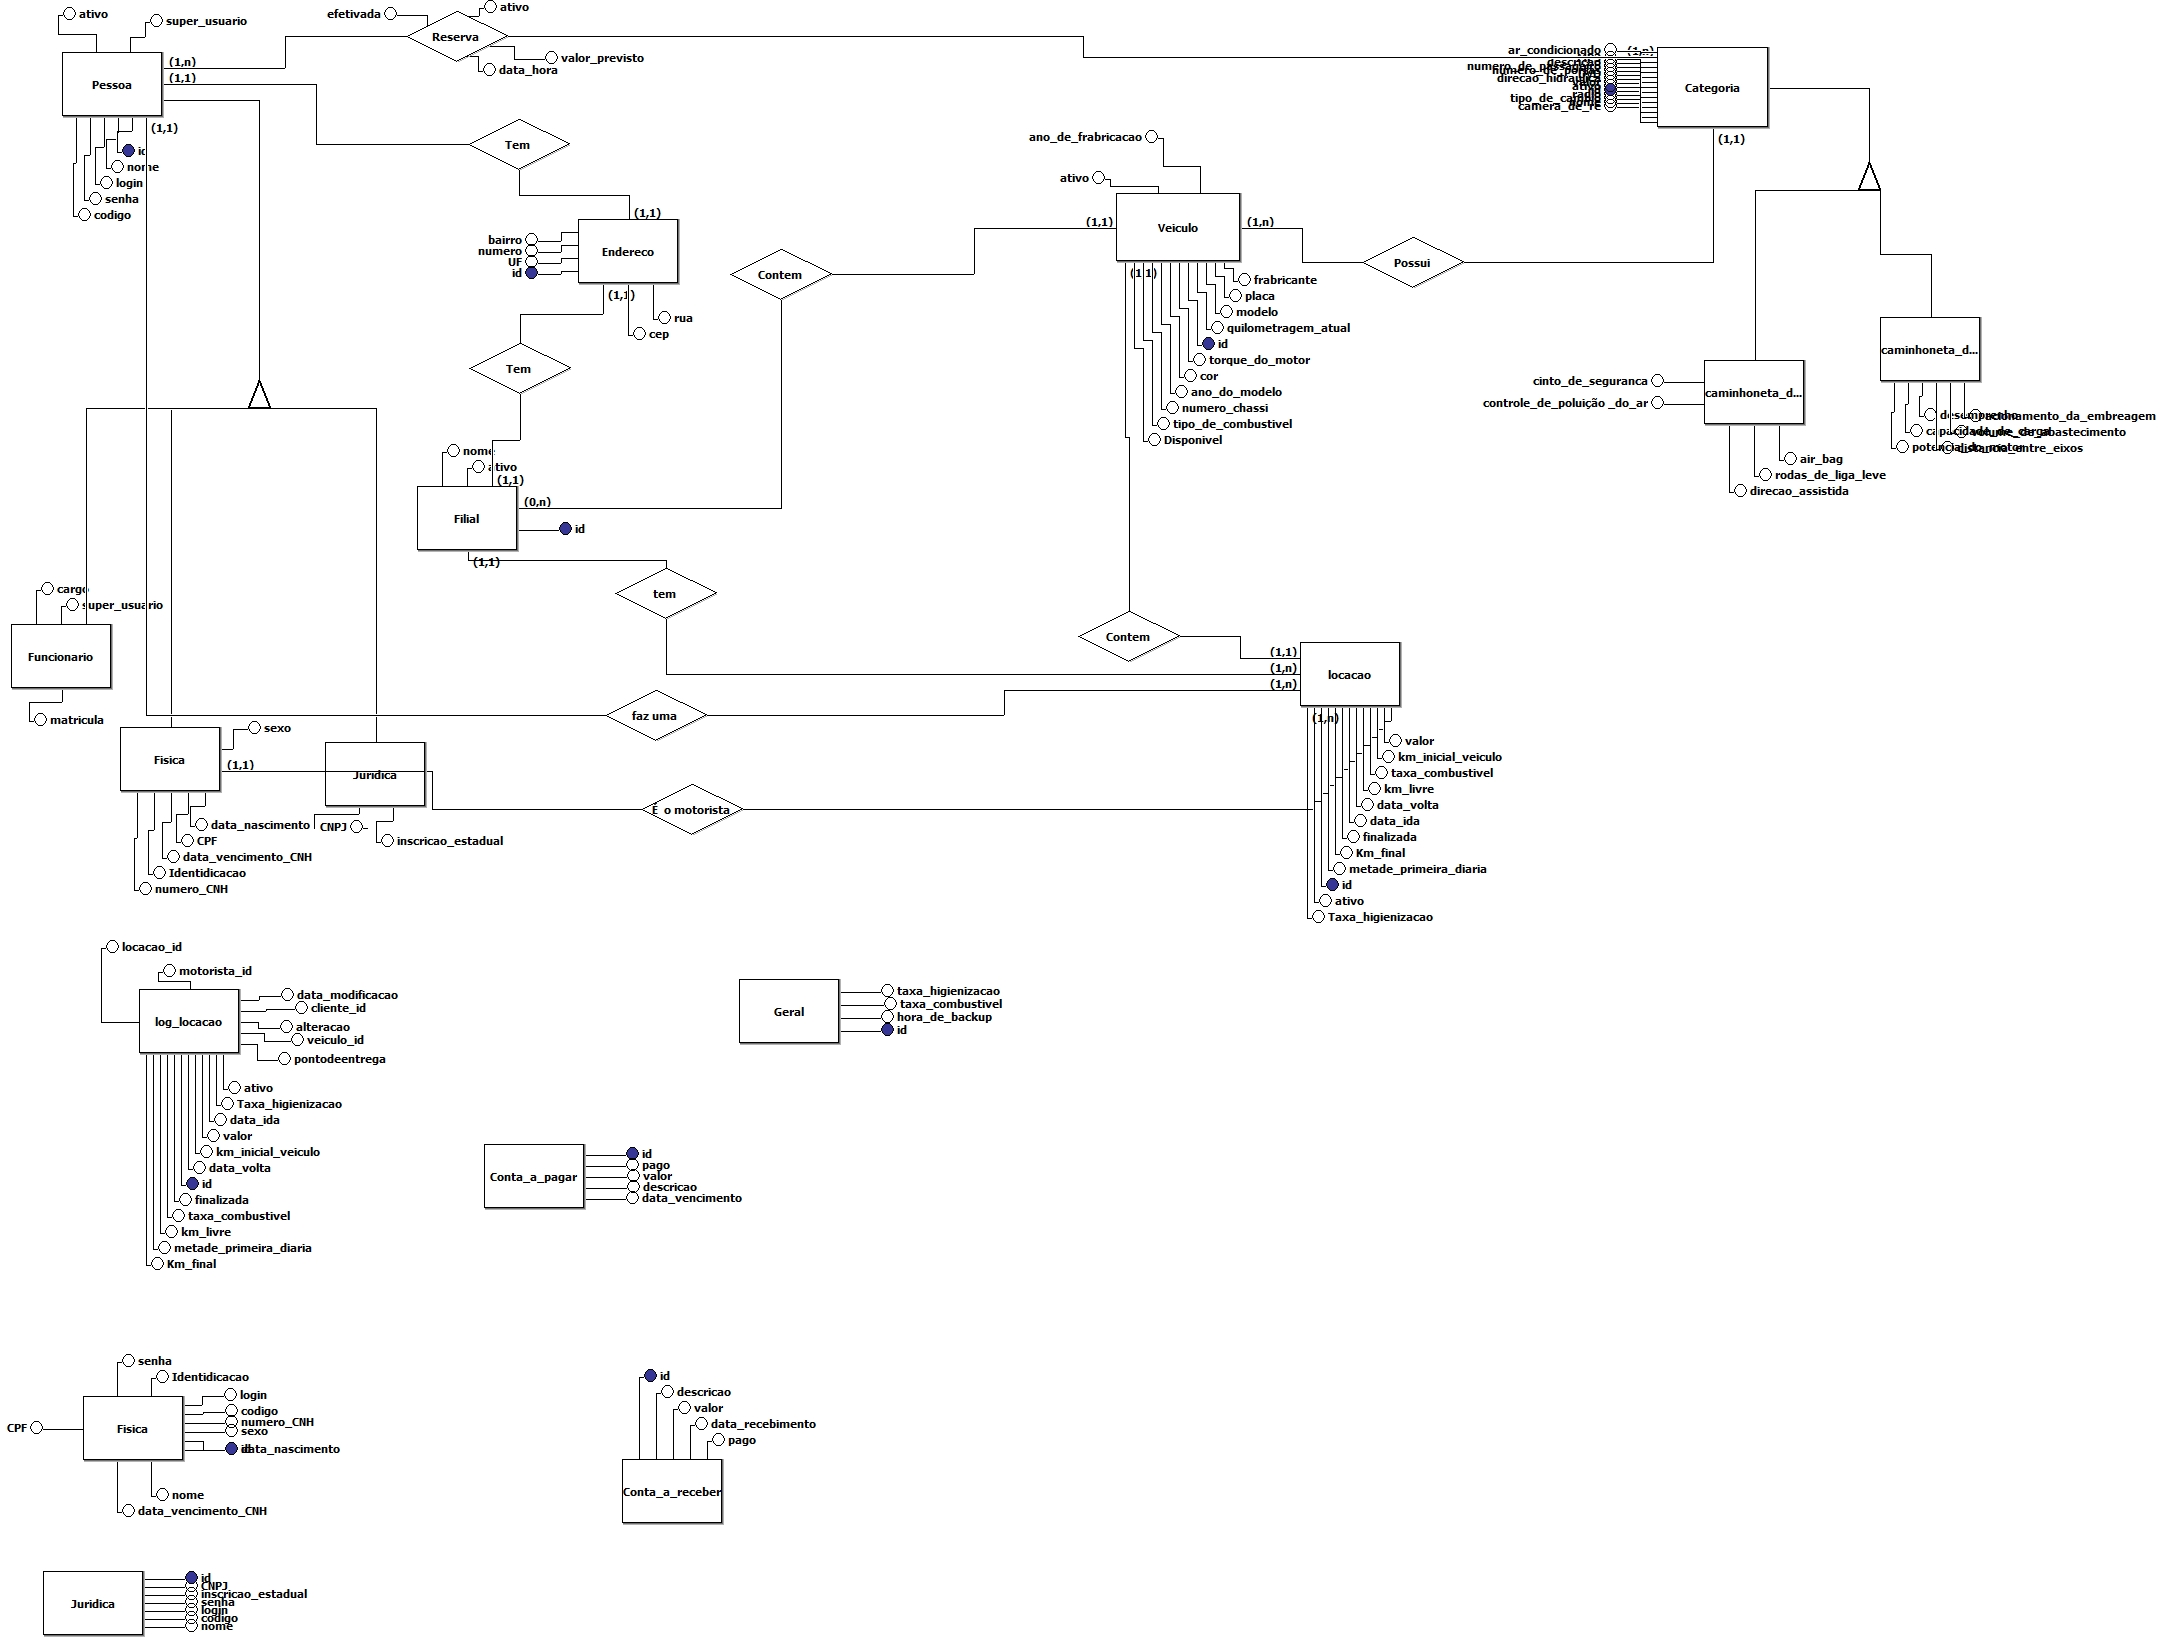 ativo
super_usuario
Pessoa
(1,n)
(1,1)
(1,1)
id
nome
login
senha
codigo
efetivada
ativo
Reserva
valor_previsto
data_hora
Tem
(1,1)
bairro
numero
UF
id
Endereco
(1,1)
rua
cep
Tem
Contem
ano_de_frabricacao
ativo
(1,1)
Veiculo
(1,n)
(1,1)
frabricante
placa
modelo
quilometragem_atual
id
torque_do_motor
cor
ano_do_modelo
numero_chassi
tipo_de_combustivel
Disponivel
Possui
ar_condicionado
(1,n)
descricao
direcao_hidraulica
ativo
tipo_de_cambio
camera_de_re
Categoria
(1,1)
caminhoneta_d...
cinto_de_seguranca
controle_de_poluição _do_ar
caminhoneta_d...
air_bag
rodas_de_liga_leve
direcao_assistida
desempenho
acionamento_da_embreagem
capacidade_de_carga
volume_de_abastecimento
potencia_do_motor
distancia_entre_eixos
nome
ativo
(1,1)
(0,n)
Filial
id
(1,1)
tem
cargo
super_usuario
Funcionario
matricula
Contem
(1,1)
(1,n)
(1,n)
locacao
(1,n)
faz uma
valor
km_inicial_veiculo
taxa_combustivel
km_livre
data_volta
data_ida
finalizada
Km_final
metade_primeira_diaria
id
ativo
Taxa_higienizacao
sexo
Fisica
(1,1)
Juridica
É o motorista
data_nascimento
CNPJ
CPF
inscricao_estadual
data_vencimento_CNH
Identidicacao
numero_CNH
locacao_id
motorista_id
data_modificacao
cliente_id
log_locacao
alteracao
veiculo_id
pontodeentrega
ativo
Taxa_higienizacao
data_ida
valor
km_inicial_veiculo
data_volta
id
finalizada
taxa_combustivel
km_livre
metade_primeira_diaria
Km_final
Geral
taxa_higienizacao
taxa_combustivel
hora_de_backup
id
Conta_a_pagar
id
pago
valor
descricao
data_vencimento
senha
Identidicacao
login
codigo
numero_CNH
sexo
CPF
Fisica
id
data_nascimento
nome
data_vencimento_CNH
id
descricao
valor
data_recebimento
pago
Conta_a_receber
Juridica
id
CNPJ
inscricao_estadual
senha
login
codigo
nome